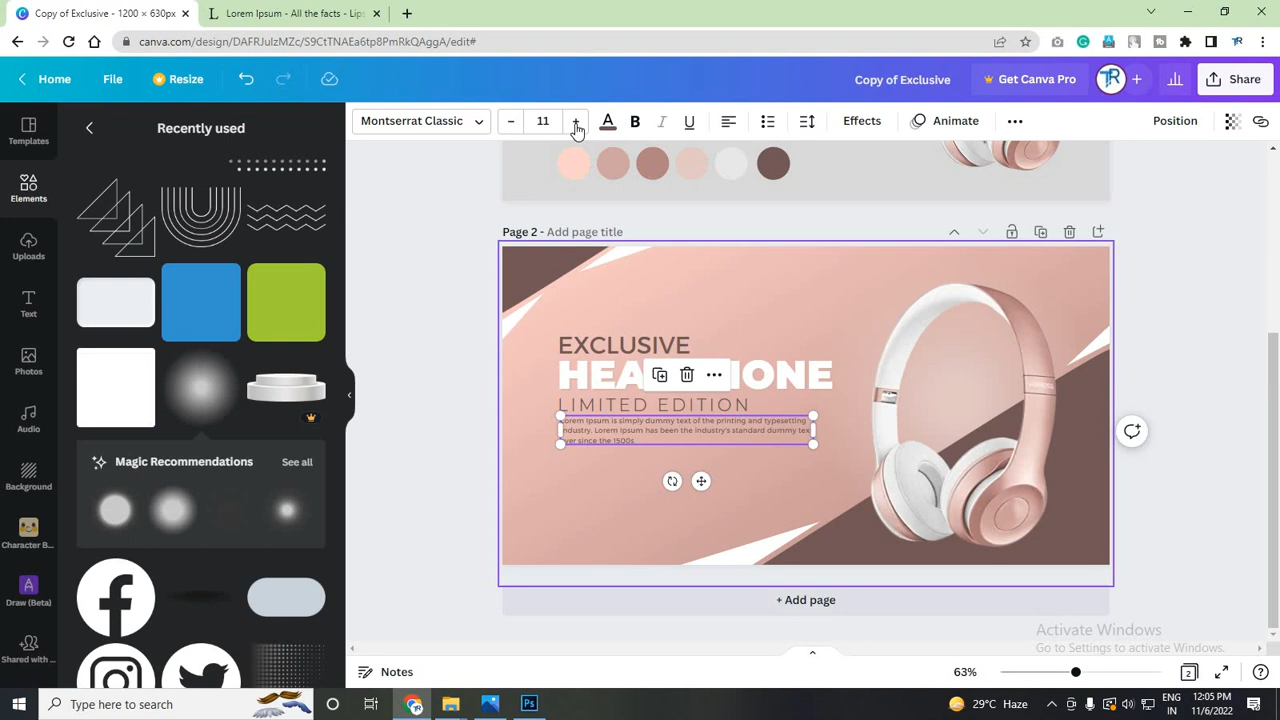 Copy of Exclusive - 1200 × 630px
Lorem Ipsum - All the facts - Lips
canva.com/design/DAFRJulzMZc/S9CtTNAEa6tp8PmRkQAggA/edit#
Home
File
Resize
Copy of Exclusive
Get Canva Pro
Share
Templates
Elements
Uploads
Text
Photos
Audio
Background
Character B...
Draw (Beta)
Shared with ...
Recently used
Magic Recommendations
See all
Montserrat Classic
11
Effects
Animate
Position
Page 2 - Add page title
EXCLUSIVE
LIMITED EDITION
Lorem Ipsum is simply dummy text of the printing and typesetting
industry. Lorem Ipsum has been the industry's standard dummy text
ever since the 1500s
+ Add page
Activate Windows
Go to Settings to activate Windows.
Notes
63%
2
Type here to search
Ps
29°C Haze
ENG
IN
12:05 PM
11/6/2022